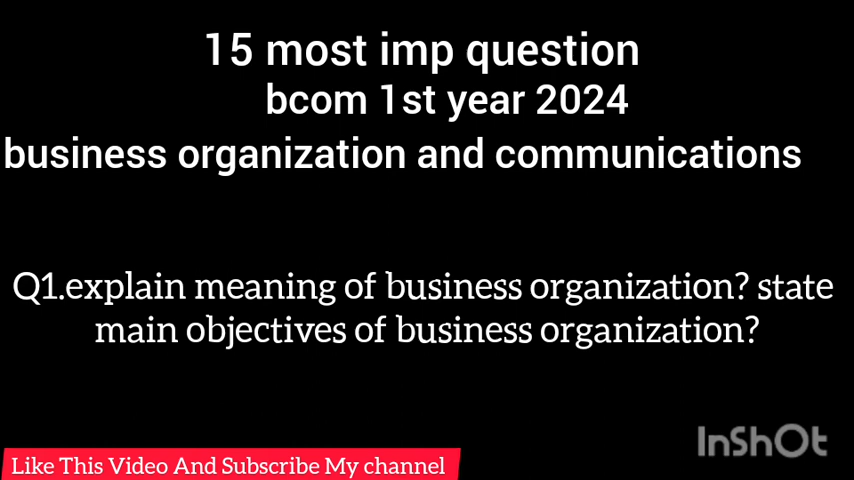 15 most imp question
bcom 1st year 2024
business organization and communications
Q1.explain meaning of business organization? state
main objectives of business organization?
InShOt
Like This Video And Subscribe My channel